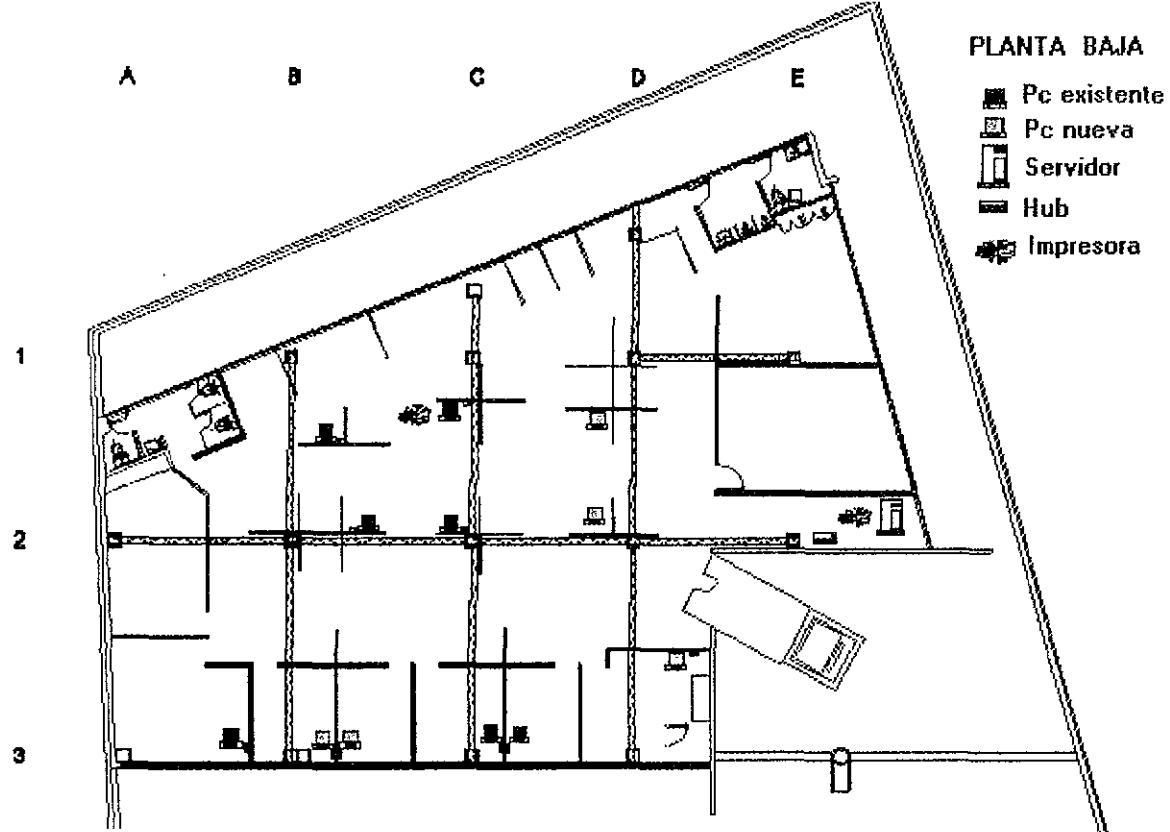 PLANTA BAJA
A B C D E
Pc existente
Pc nueva
Servidor
Hub
Impresora
1
2
3